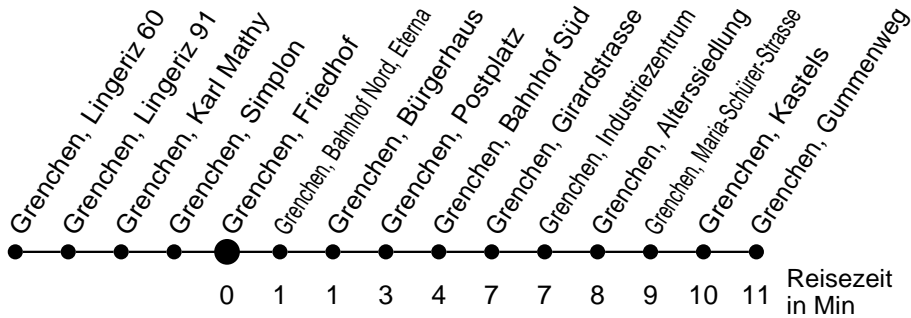 Grenchen, Lingeriz 60
Grenchen, Lingeriz 91
Grenchen, Karl Mathy
Grenchen, Simplon
Grenchen, Friedhof
Grenchen, Bahnhof Nord, Eterna
Grenchen, Bürgerhaus
Grenchen, Postplatz
Grenchen, Bahnhof Süd
Grenchen, Girardstrasse
Grenchen, Industriezentrum
Grenchen, Alterssiedlung
Grenchen, Maria-Schürer-Strasse
Grenchen, Kastels
Grenchen, Gummenweg
0 1 1 3 4 7 7 8 9 10 11
Reisezeit
in Min